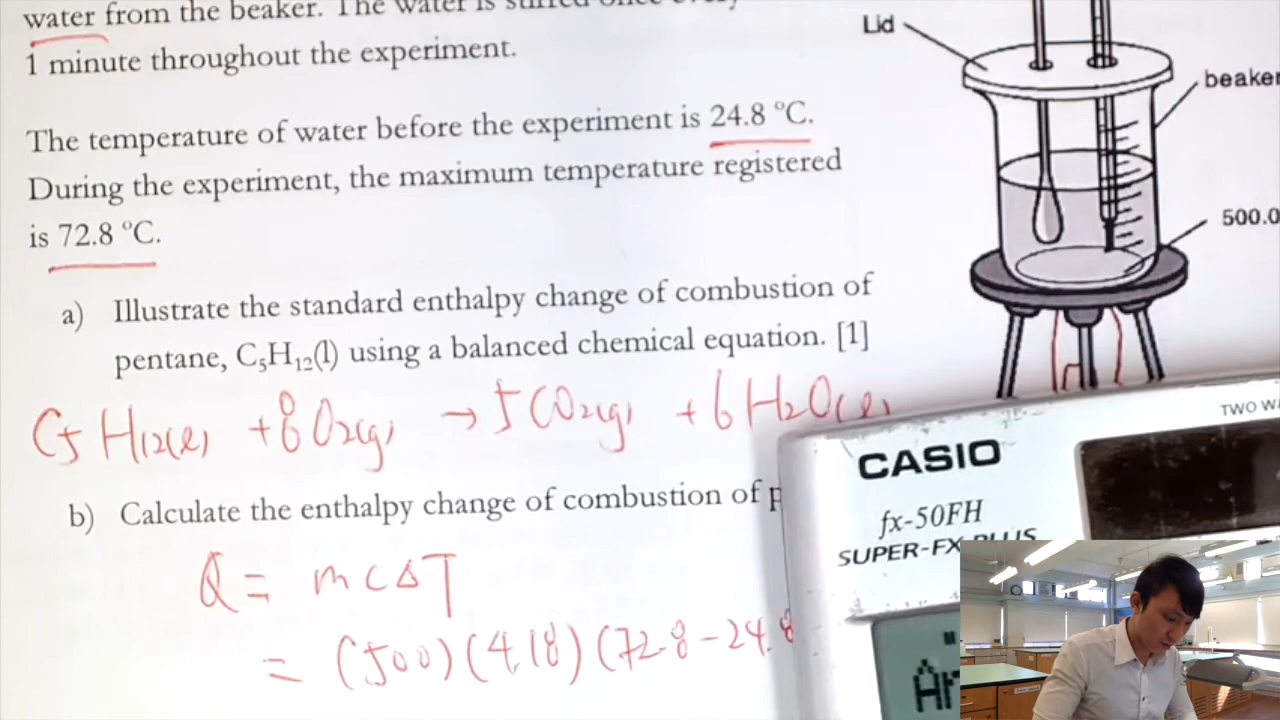 water from the beaker. The water is stirred once every
1 minute throughout the experiment.
The temperature of water before the experiment is 24.8 °C.
During the experiment, the maximum temperature registered
is 72.8 °C.
a) Illustrate the standard enthalpy change of combustion of
pentane, C₅H₁₂(l) using a balanced chemical equation. [1]
C5H12(l) + 8O2(g) → 5CO2(g) + 6H2O(l)
b) Calculate the enthalpy change of combustion of
Q = mcΔT
= (500)(4.18)(72.8-24.8
Lid
beaker
500.0
TWO WA
CASIO
fx-50FH
SUPER-FX PLUS